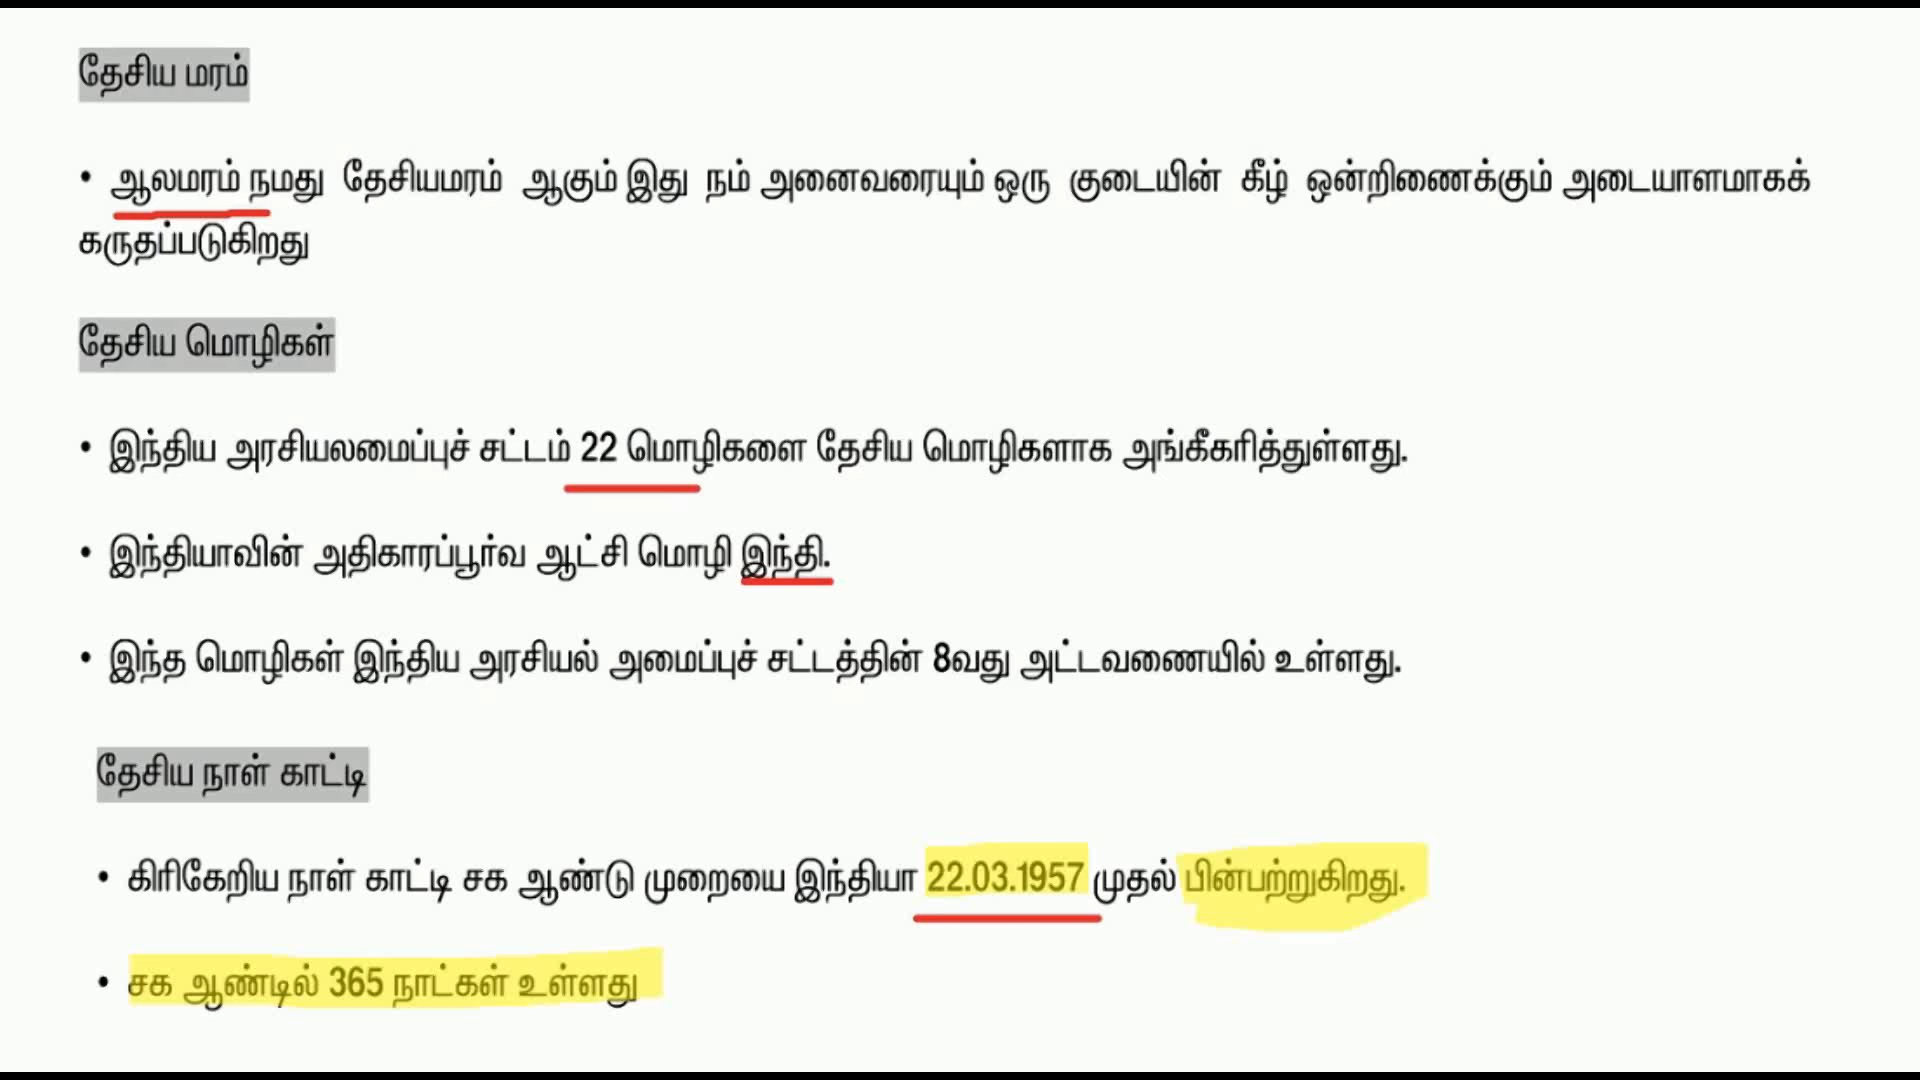 தேசிய மரம்
• ஆலமரம் நமது தேசியமரம் ஆகும் இது நம் அனைவரையும் ஒரு குடையின் கீழ் ஒன்றிணைக்கும் அடையாளமாகக்
கருதப்படுகிறது
தேசிய மொழிகள்
• இந்திய அரசியலமைப்புச் சட்டம் 22 மொழிகளை தேசிய மொழிகளாக அங்கீகரித்துள்ளது.
• இந்தியாவின் அதிகாரப்பூர்வ ஆட்சி மொழி இந்தி.
• இந்த மொழிகள் இந்திய அரசியல் அமைப்புச் சட்டத்தின் 8வது அட்டவணையில் உள்ளது.
தேசிய நாள் காட்டி
• கிரிகேறிய நாள் காட்டி சக ஆண்டு முறையை இந்தியா 22.03.1957 முதல் பின்பற்றுகிறது.
• சக ஆண்டில் 365 நாட்கள் உள்ளது